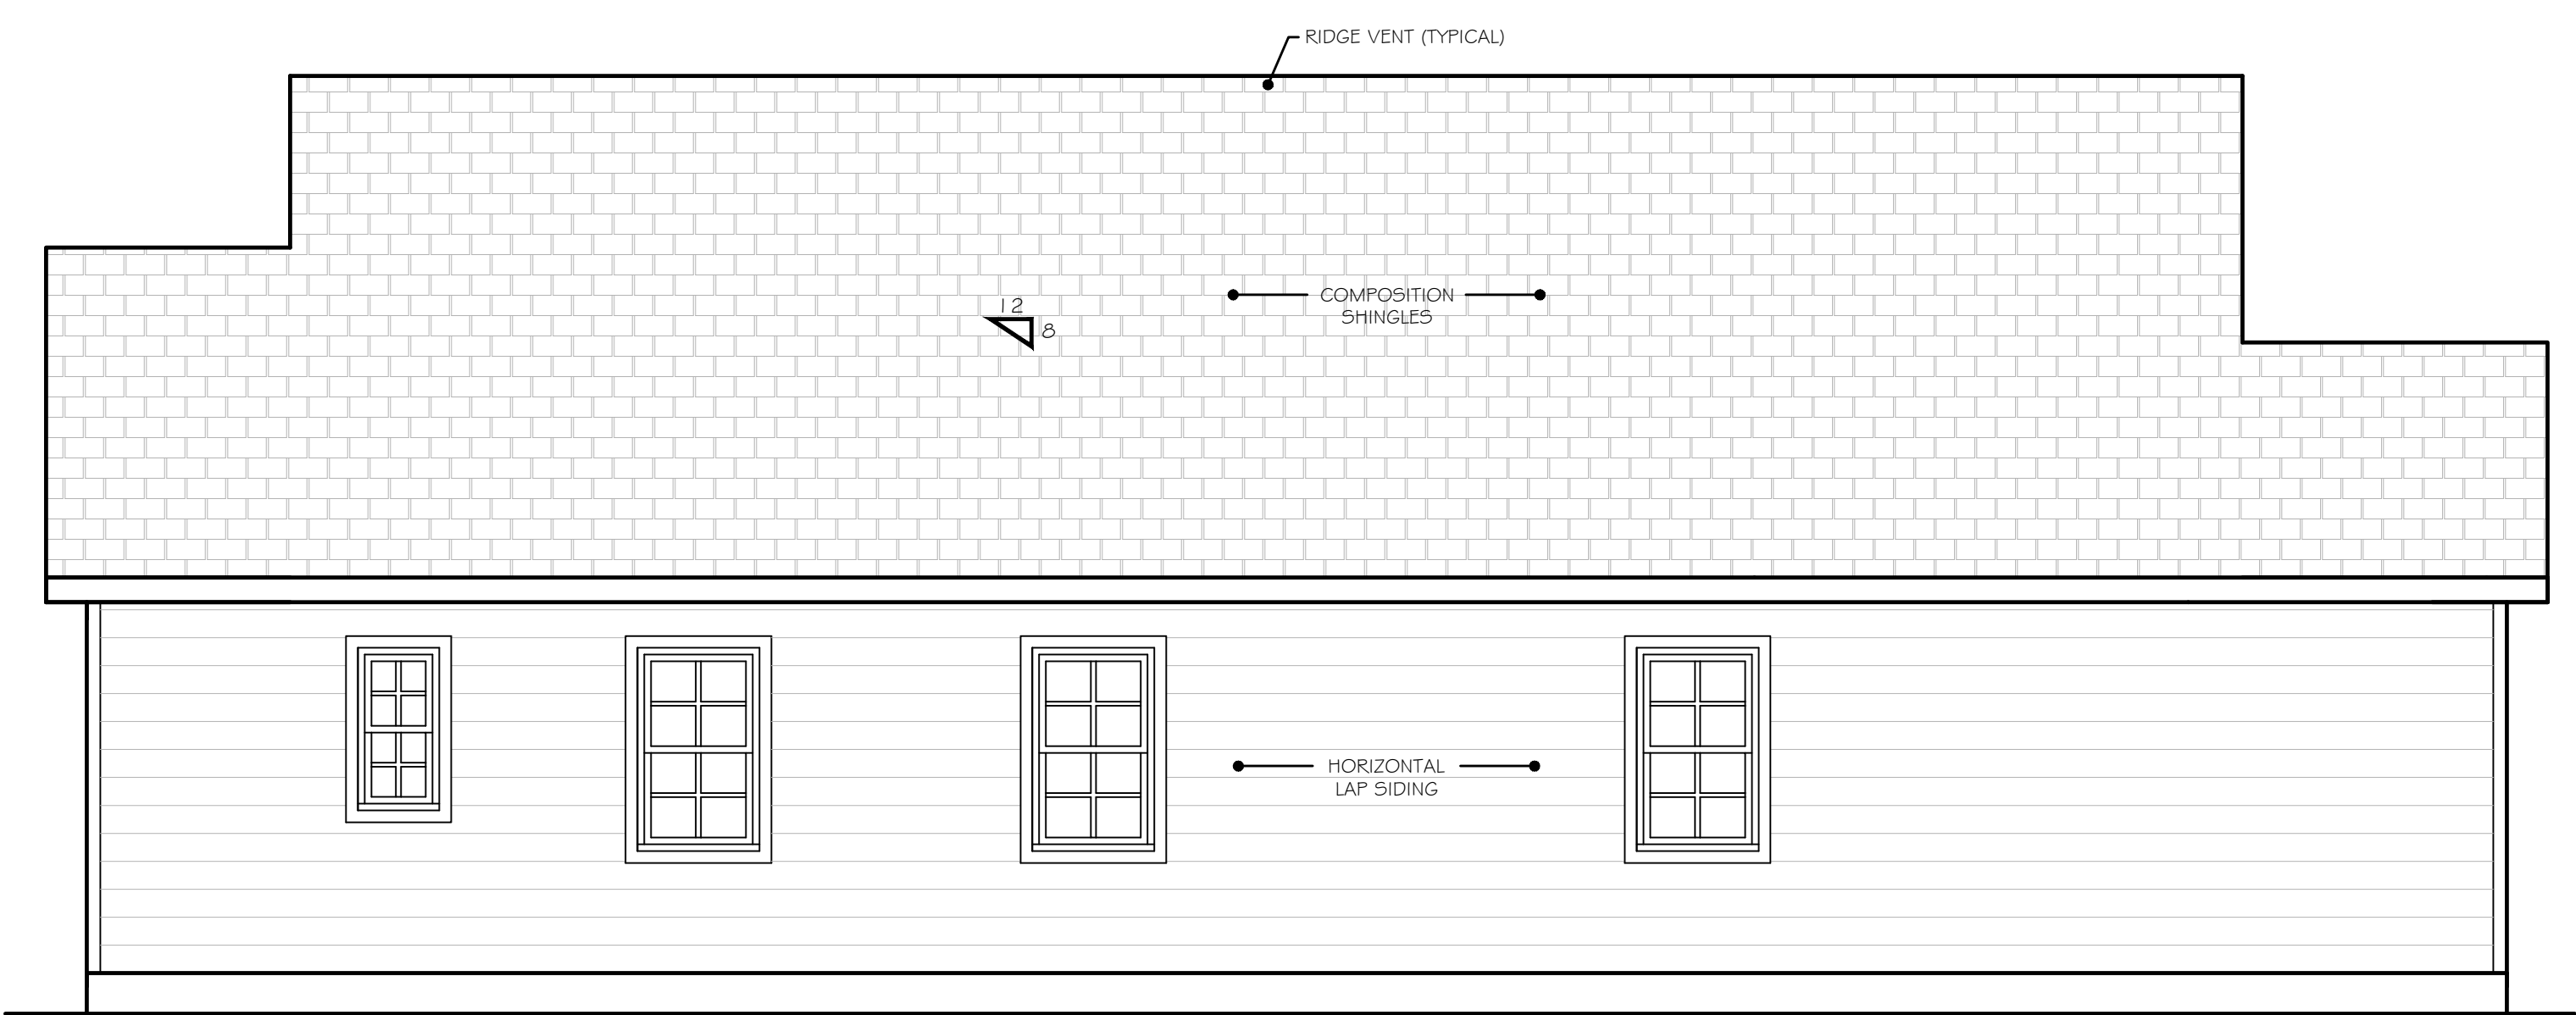 RIDGE VENT (TYPICAL)
COMPOSITION
SHINGLES
12
8
HORIZONTAL
LAP SIDING